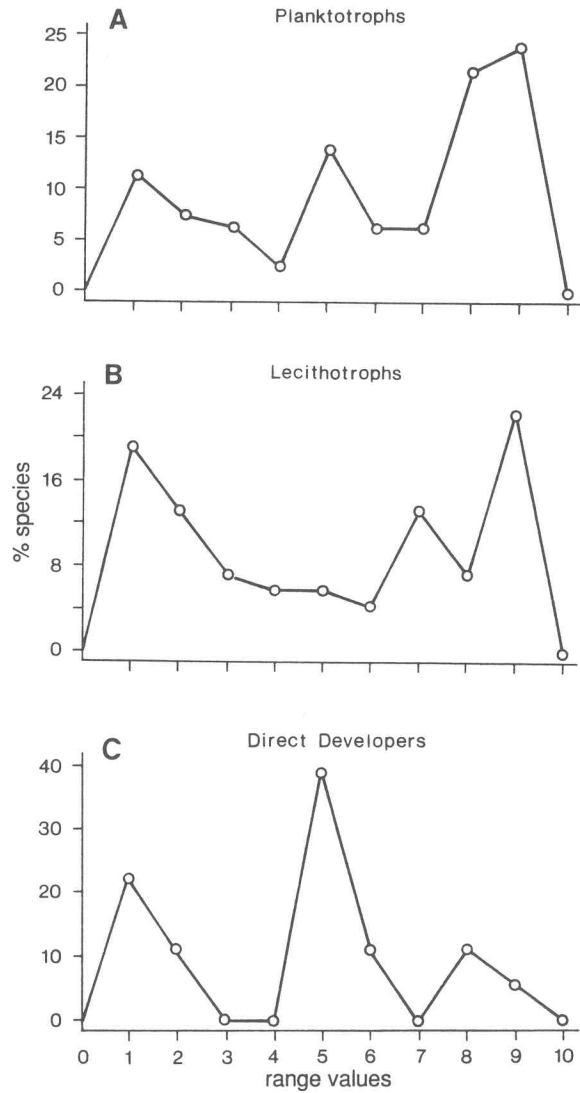 A
Planktotrophs
25
20
15
10
5
0
B
Lecithotrophs
24
16
8
0
% species
C
Direct Developers
40
30
20
10
0
0 1 2 3 4 5 6 7 8 9 10
range values